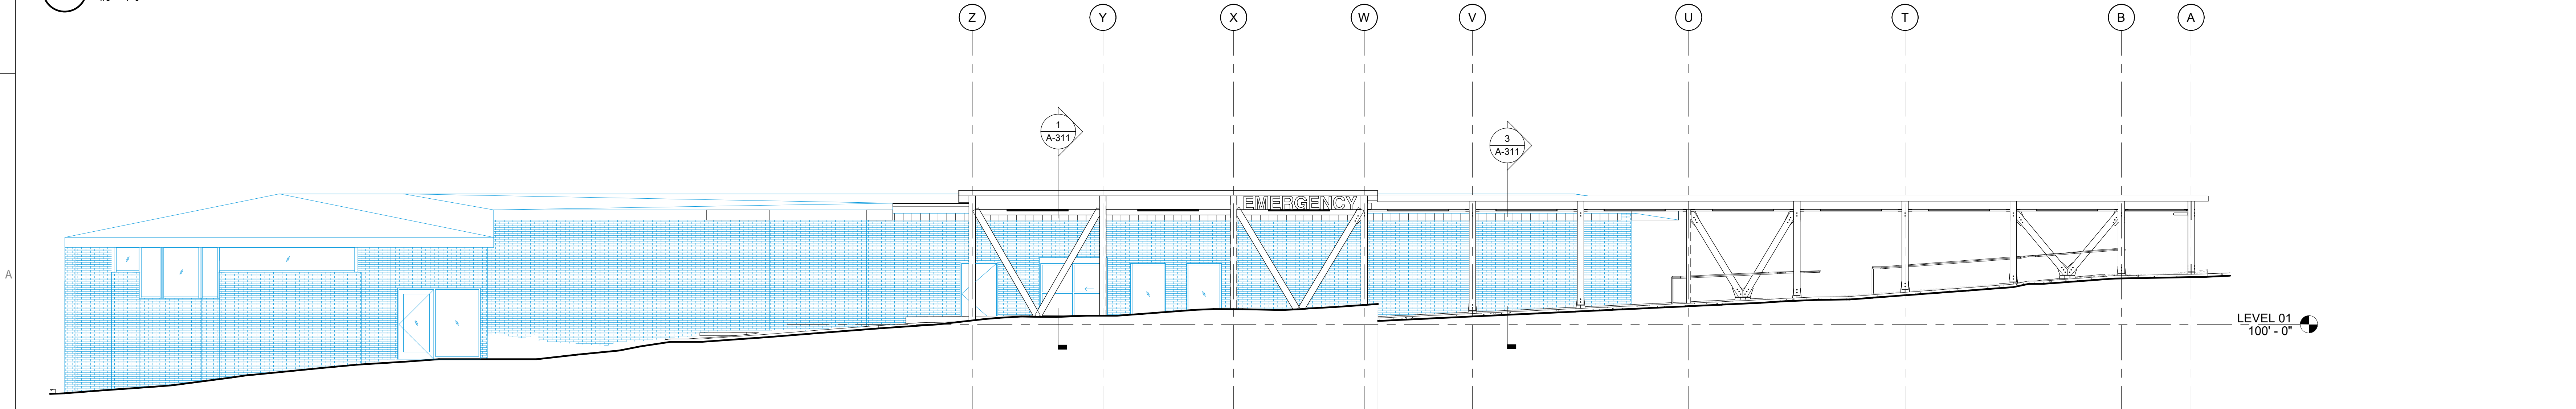 Z Y X W V U T B A
1
A-311
3
A-311
EMERGENCY
A
LEVEL 01
100' - 0"